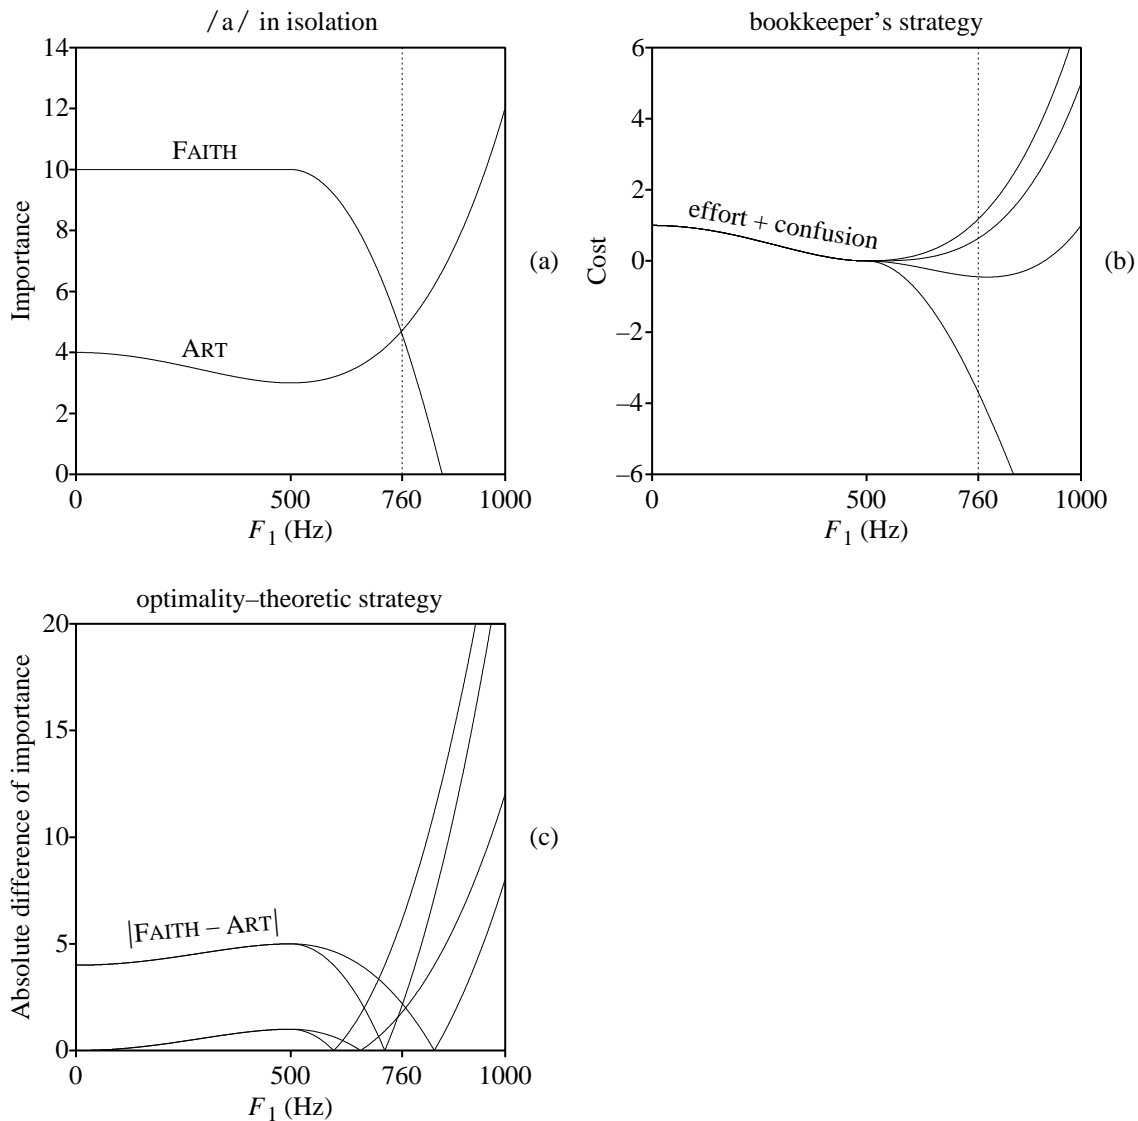 /a/ in isolation
14
12
10
8
6
4
2
0
Importance
FAITH
ART
0 500 760 1000
F1 (Hz)
(a)
bookkeeper's strategy
6
4
2
0
–2
–4
–6
Cost
effort + confusion
0 500 760 1000
F1 (Hz)
(b)
optimality–theoretic strategy
20
15
10
5
0
Absolute difference of importance
|FAITH – ART|
0 500 760 1000
F1 (Hz)
(c)